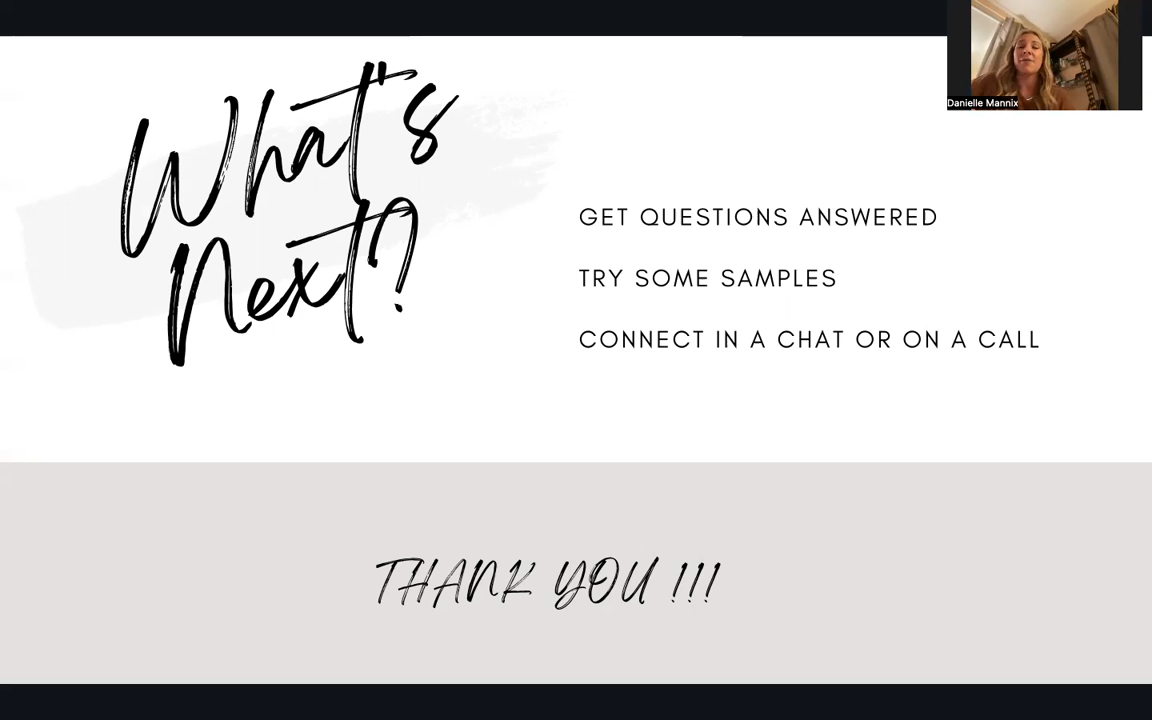 What's
Next?
GET QUESTIONS ANSWERED
TRY SOME SAMPLES
CONNECT IN A CHAT OR ON A CALL
THANK YOU !!!
Danielle Mannix